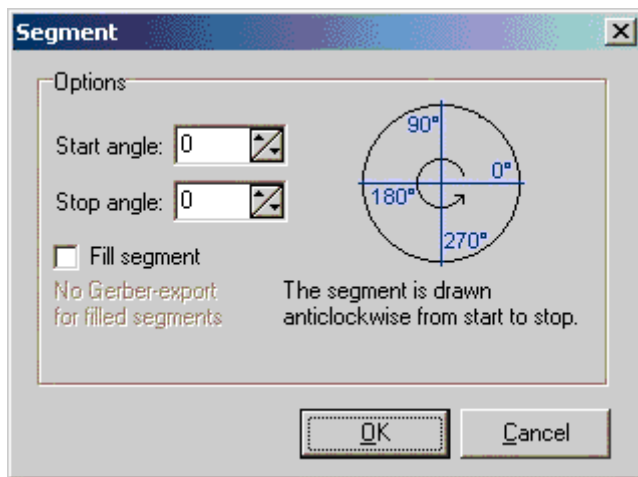 Segment
Options
Start angle: 0
Stop angle: 0
Fill segment
No Gerber-export
for filled segments
90°
0°
180°
270°
The segment is drawn
anticlockwise from start to stop.
OK
Cancel